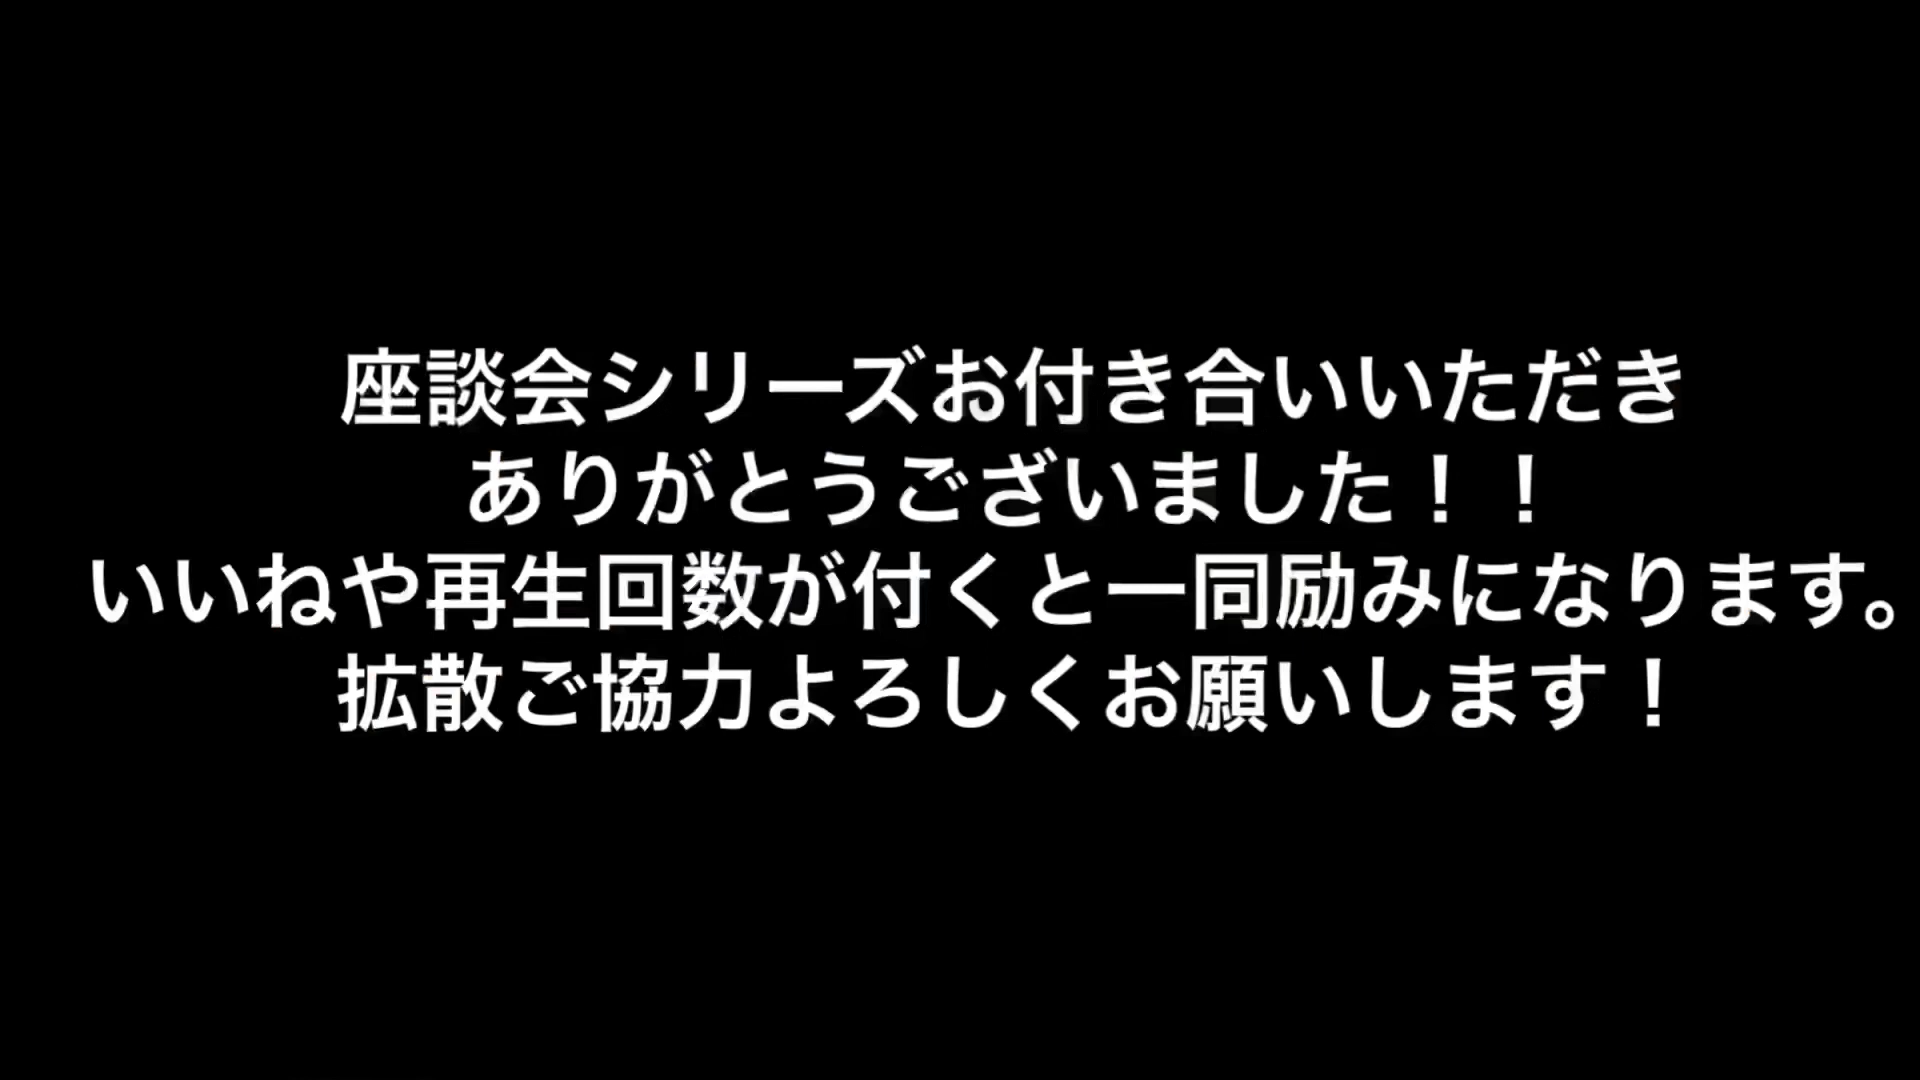 座談会シリーズお付き合いいただき
ありがとうございました！！
いいねや再生回数が付くと一同励みになります。
拡散ご協力よろしくお願いします！